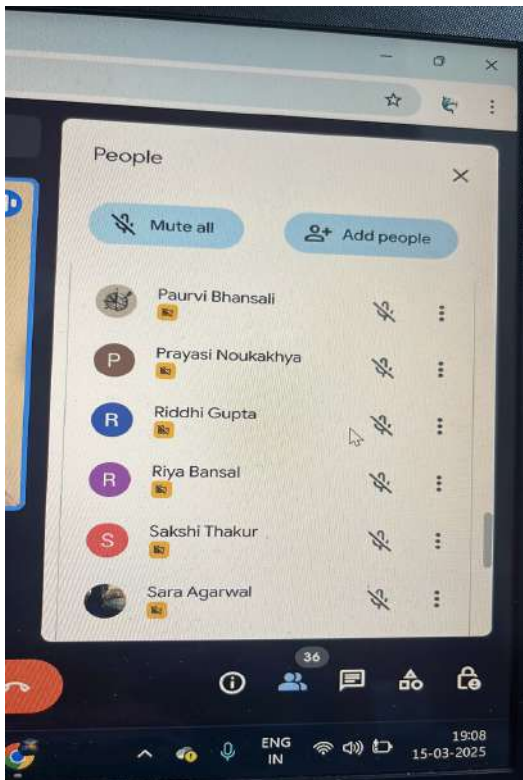 People
Mute all
Add people
Paurvi Bhansali
P
Prayasi Noukakhya
R
Riddhi Gupta
R
Riya Bansal
S
Sakshi Thakur
Sara Agarwal
36
ENG
IN
19:08
15-03-2025